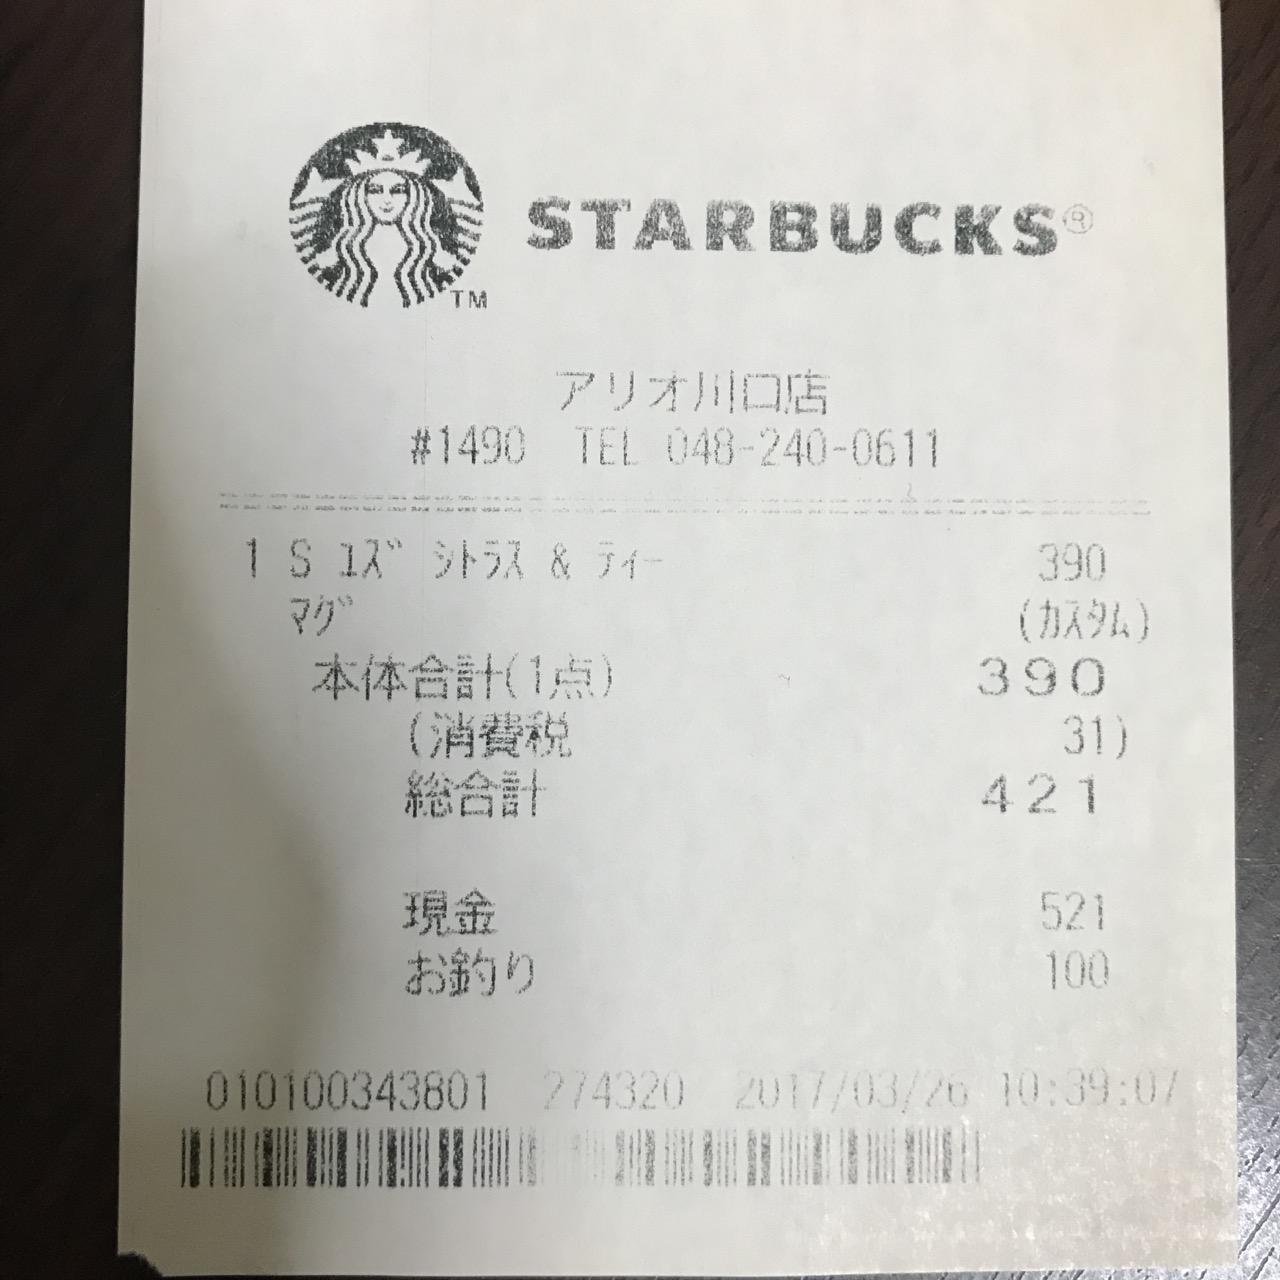 STARBUCKS®
TM
アリオ川口店
#1490 TEL 048-240-0611
1 S ﾕｽﾞ ｼﾄﾗｽ & ﾃｨｰ 390
ﾏｸﾞ (ｶｽﾀﾑ)
本体合計(1点) 390
(消費税 31)
総合計 421
現金 521
お釣り 100
010100343801 274320 2017/03/26 10:39:07